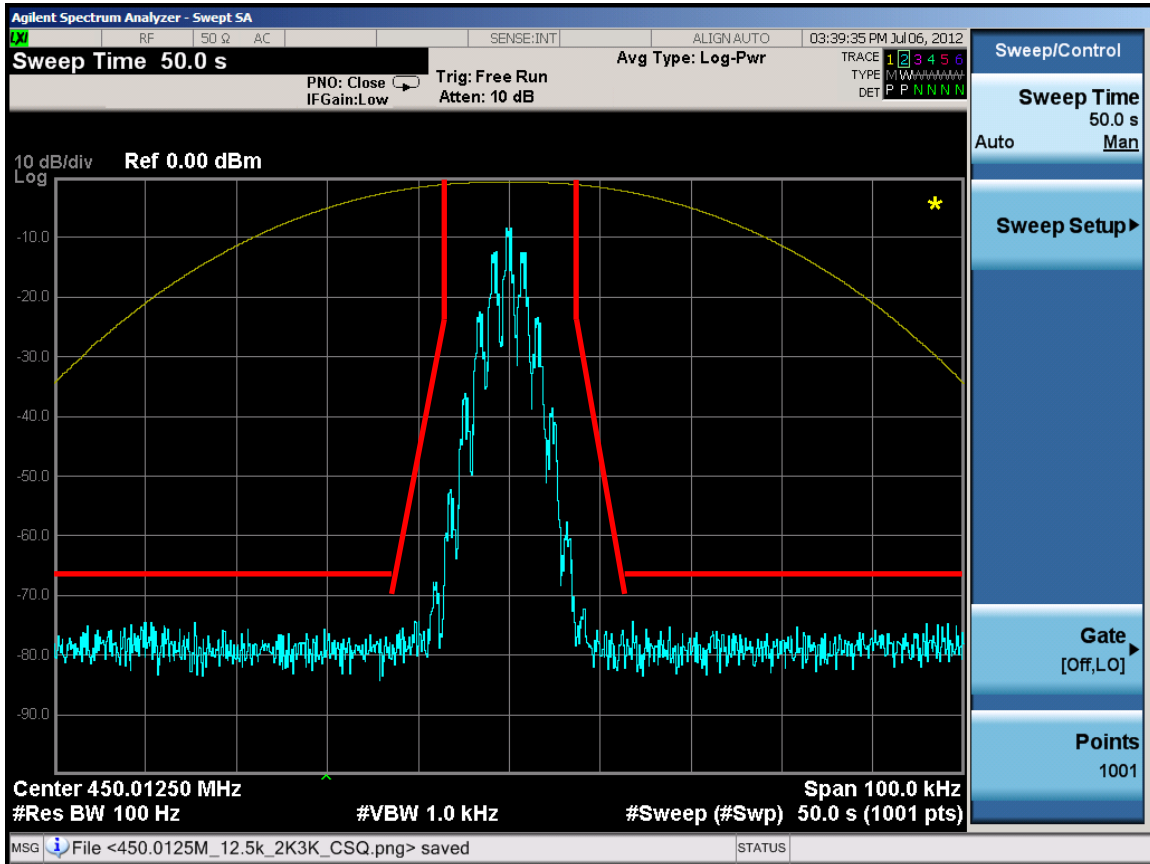 Agilent Spectrum Analyzer - Swept SA
LXI RF 50 Ω AC SENSE:INT ALIGN AUTO 03:39:35 PM Jul 06, 2012
Sweep Time 50.0 s
PNO: Close
IFGain:Low
Trig: Free Run
Atten: 10 dB
Avg Type: Log-Pwr
TRACE 1 2 3 4 5 6
TYPE M W W W W W
DET P P N N N N
10 dB/div Ref 0.00 dBm
Log
-10.0
-20.0
-30.0
-40.0
-50.0
-60.0
-70.0
-80.0
-90.0
*
Center 450.01250 MHz Span 100.0 kHz
#Res BW 100 Hz #VBW 1.0 kHz #Sweep (#Swp) 50.0 s (1001 pts)
MSG File <450.0125M_12.5k_2K3K_CSQ.png> saved STATUS
Sweep/Control
Sweep Time
50.0 s
Auto Man
Sweep Setup
Gate
[Off,LO]
Points
1001